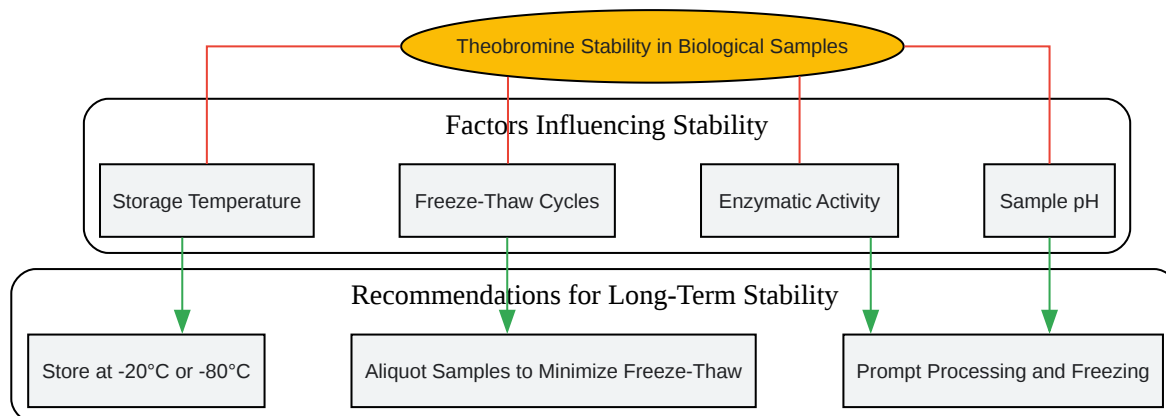 Theobromine Stability in Biological Samples
Factors Influencing Stability
Storage Temperature
Freeze-Thaw Cycles
Enzymatic Activity
Sample pH
Recommendations for Long-Term Stability
Store at -20°C or -80°C
Aliquot Samples to Minimize Freeze-Thaw
Prompt Processing and Freezing